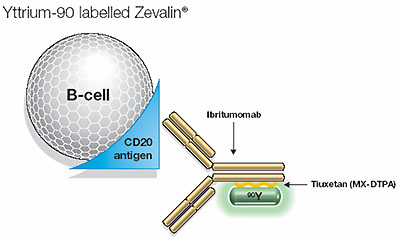 Yttrium-90 labelled Zevalin®
B-cell
Ibritumomab
CD20
antigen
Tiuxetan (MX-DTPA)
90Y